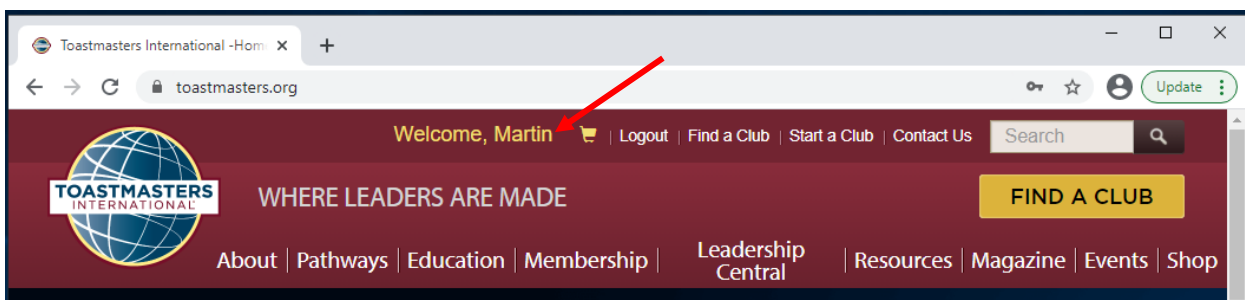 Toastmasters International -Hom
toastmasters.org
Update
Welcome, Martin | Logout | Find a Club | Start a Club | Contact Us
Search
TOASTMASTERS
INTERNATIONAL
WHERE LEADERS ARE MADE
FIND A CLUB
About | Pathways | Education | Membership | Leadership Central | Resources | Magazine | Events | Shop